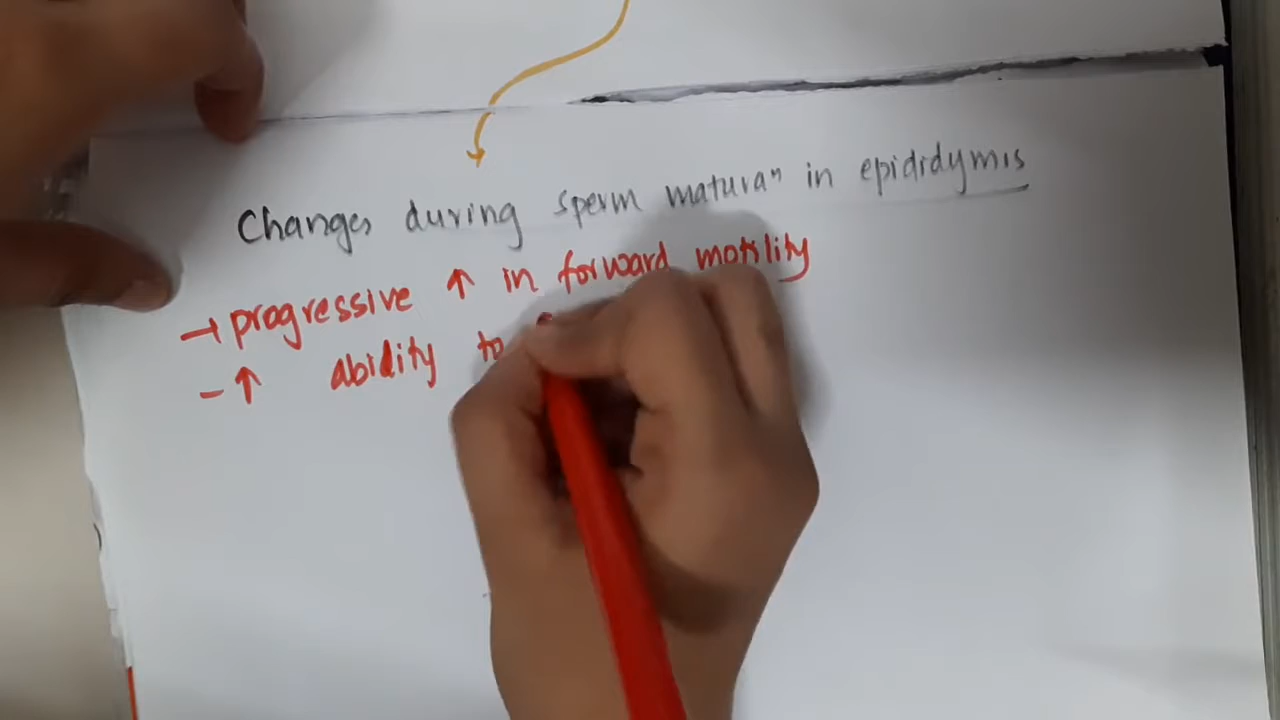 Changes during sperm maturaⁿ in epididymis
→ progressive ↑ in forward motility
- ↑ ability to